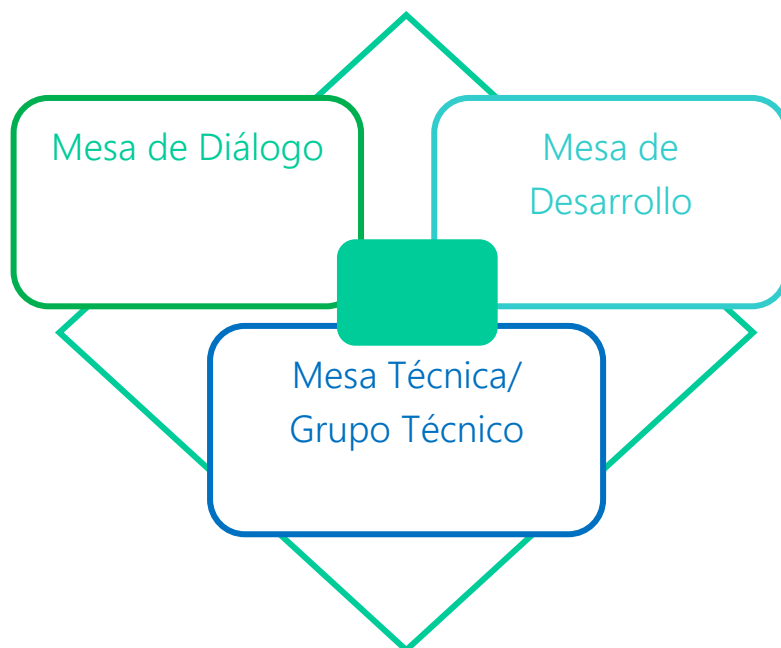 Mesa de Diálogo
Mesa de
Desarrollo
Mesa Técnica/
Grupo Técnico